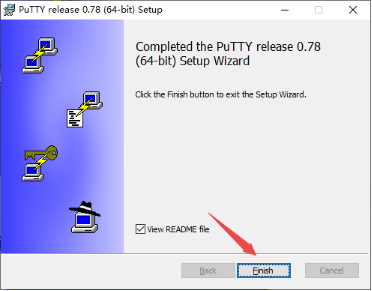 PuTTY release 0.78 (64-bit) Setup
Completed the PuTTY release 0.78
(64-bit) Setup Wizard
Click the Finish button to exit the Setup Wizard.
View README file
Back
Finish
Cancel